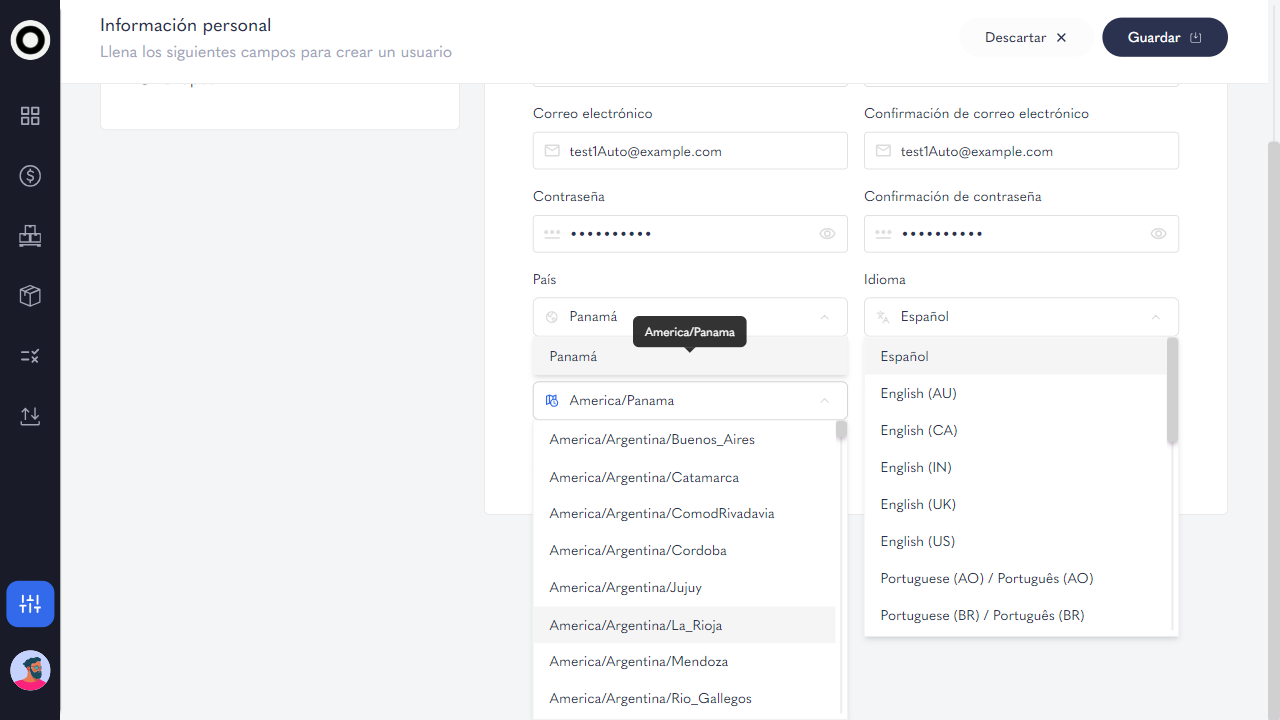 Información personal
Llena los siguientes campos para crear un usuario
Descartar
Guardar
Correo electrónico
Confirmación de correo electrónico
test1Auto@example.com
test1Auto@example.com
Contraseña
Confirmación de contraseña
••••••••••
••••••••••
País
Idioma
Panamá
Español
America/Panama
Panamá
America/Panama
America/Argentina/Buenos_Aires
America/Argentina/Catamarca
America/Argentina/ComodRivadavia
America/Argentina/Cordoba
America/Argentina/Jujuy
America/Argentina/La_Rioja
America/Argentina/Mendoza
America/Argentina/Rio_Gallegos
Español
English (AU)
English (CA)
English (IN)
English (UK)
English (US)
Portuguese (AO) / Português (AO)
Portuguese (BR) / Português (BR)